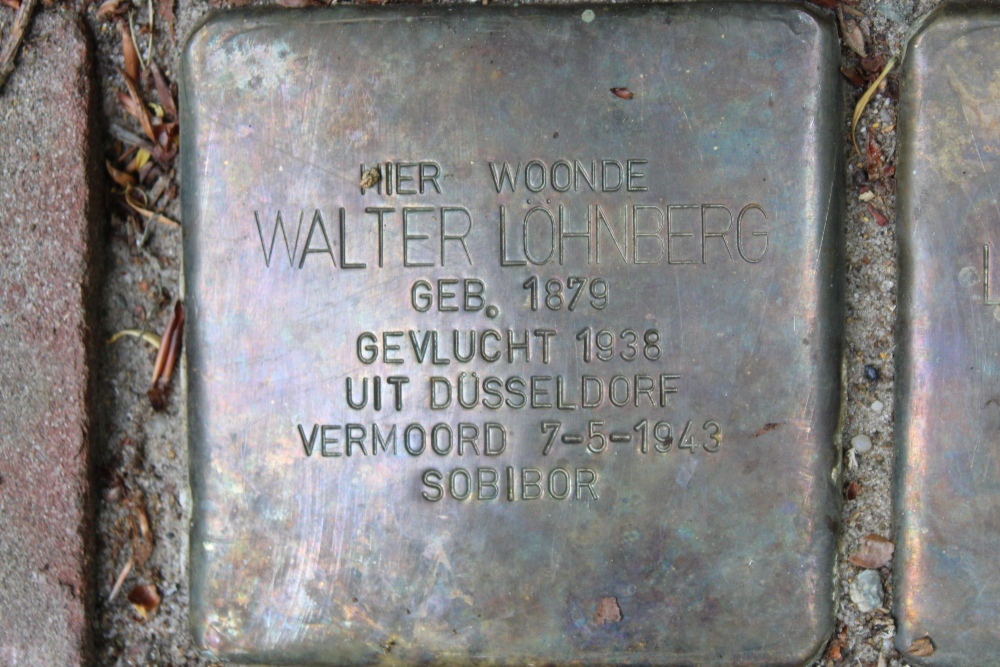 HIER WOONDE
WALTER LÖHNBERG
GEB. 1879
GEVLUCHT 1938
UIT DÜSSELDORF
VERMOORD 7-5-1943
SOBIBOR